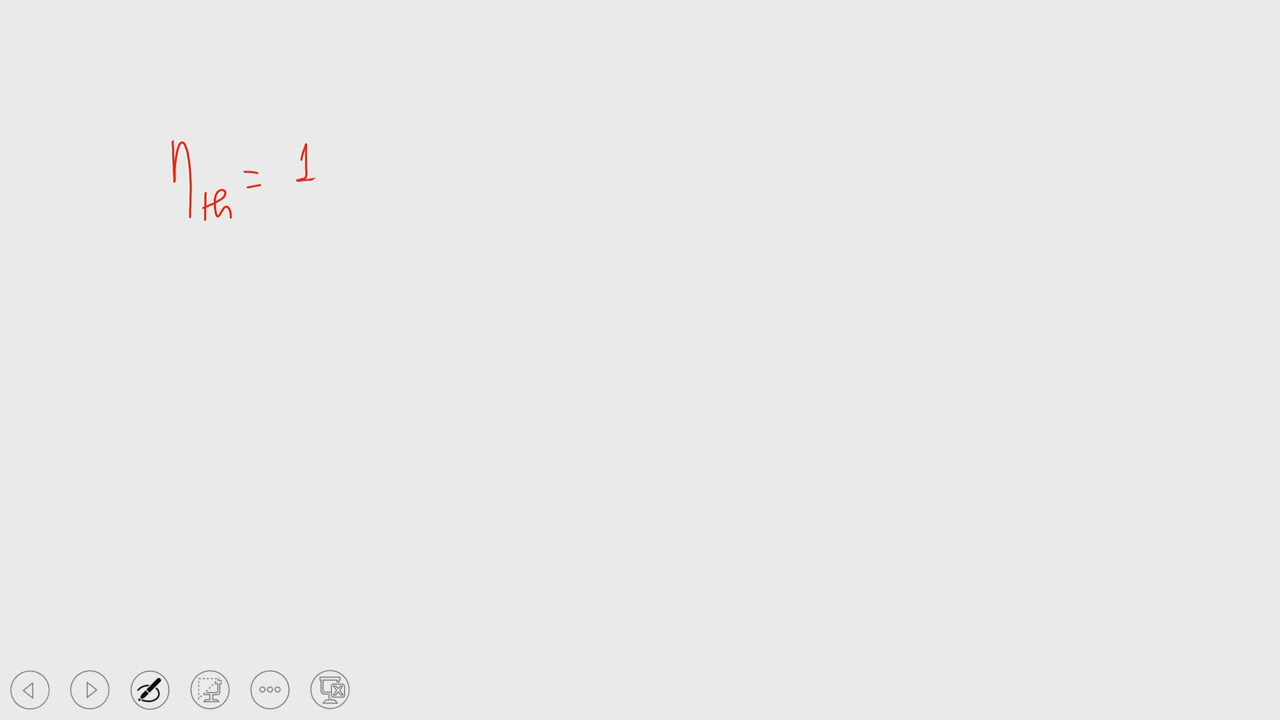 η_th = 1